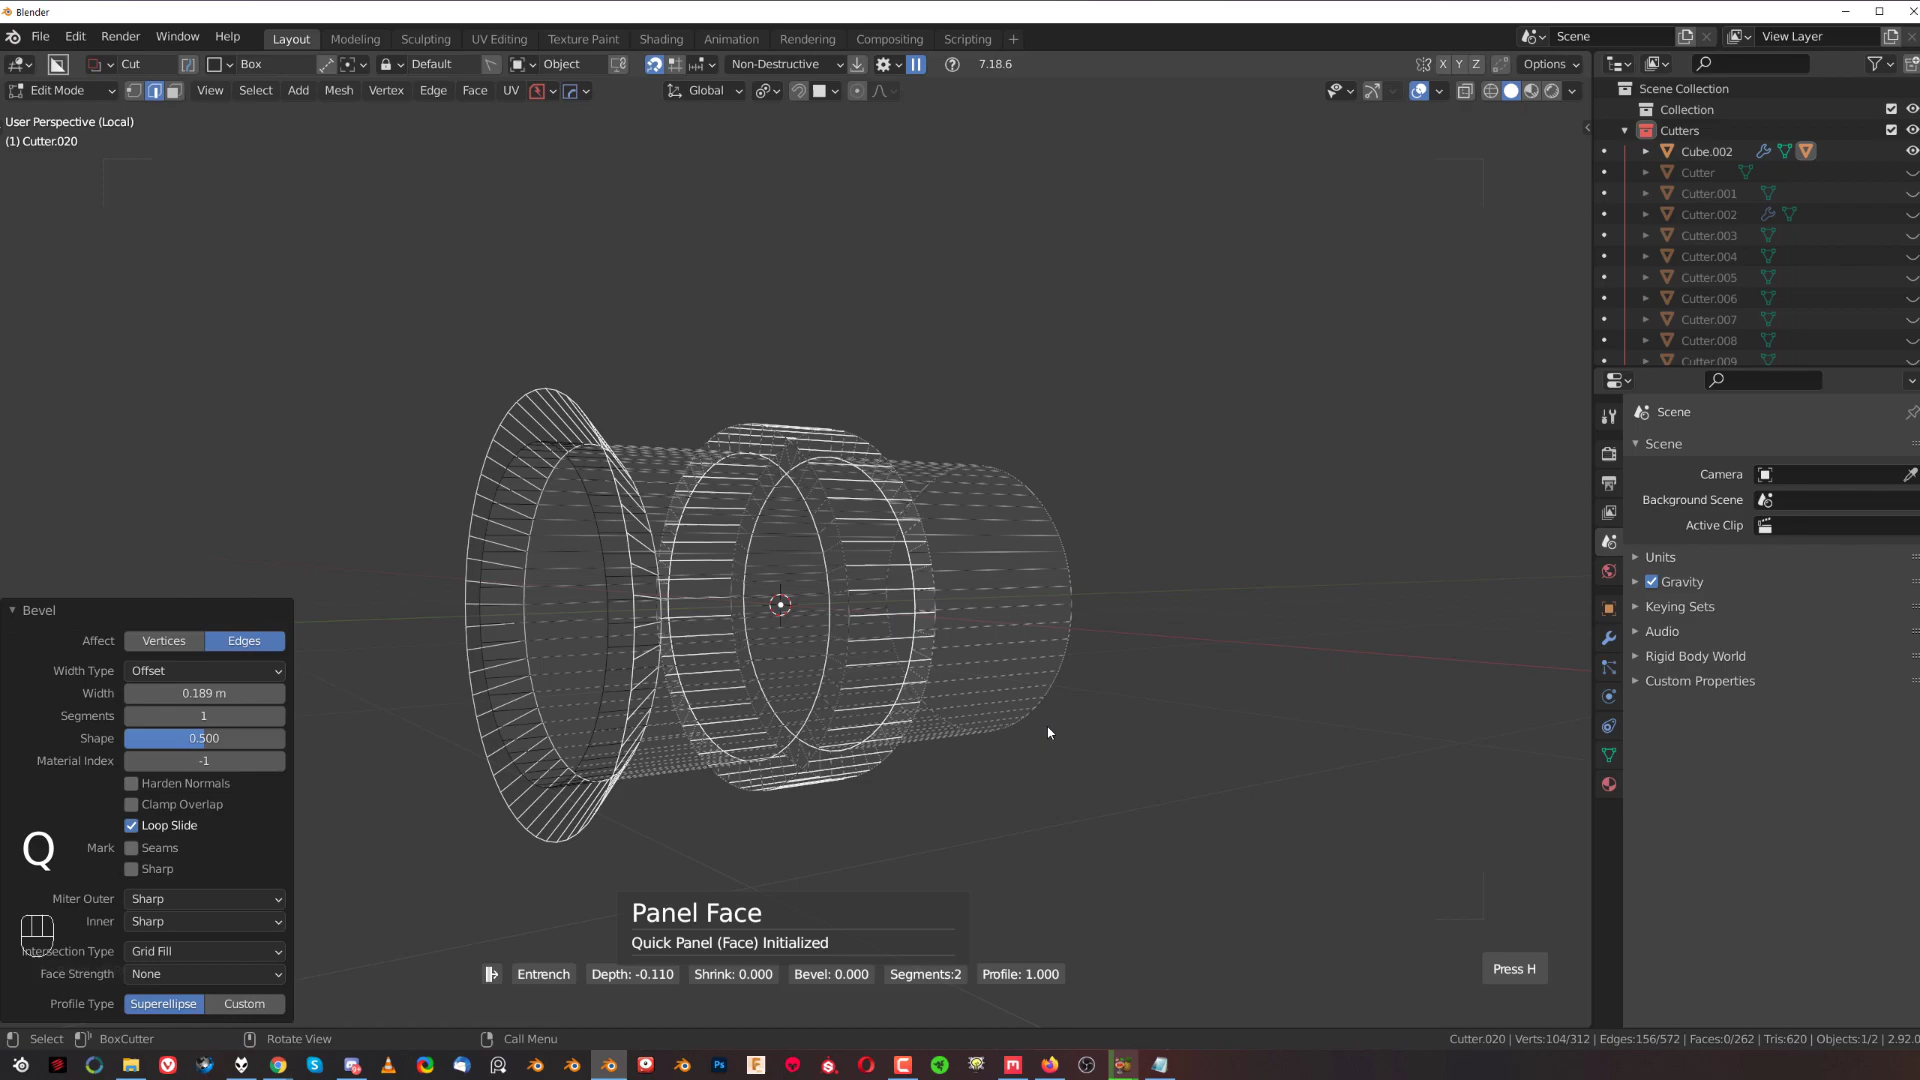 Blender
File Edit Render Window Help Layout Modeling Sculpting UV Editing Texture Paint Shading Animation Rendering Compositing Scripting + Scene View Layer
Cut Box Default Object Non-Destructive 7.18.6 X Y Z Options
Edit Mode View Select Add Mesh Vertex Edge Face UV Global
User Perspective (Local)
(1) Cutter.020
Scene Collection
Collection
Cutters
Cube.002
Cutter
Cutter.001
Cutter.002
Cutter.003
Cutter.004
Cutter.005
Cutter.006
Cutter.007
Cutter.008
Cutter.009
Scene
Scene
Camera
Background Scene
Active Clip
Units
Gravity
Keying Sets
Audio
Rigid Body World
Custom Properties
Bevel
Affect Vertices Edges
Width Type Offset
Width 0.189 m
Segments 1
Shape 0.500
Material Index -1
Harden Normals
Clamp Overlap
Loop Slide
Mark Seams
Sharp
Q
Miter Outer Sharp
Inner Sharp
Intersection Type Grid Fill
Face Strength None
Profile Type Superellipse Custom
Panel Face
Quick Panel (Face) Initialized
Entrench Depth: -0.110 Shrink: 0.000 Bevel: 0.000 Segments:2 Profile: 1.000
Press H
Select BoxCutter Rotate View Call Menu Cutter.020 | Verts:104/312 | Edges:156/572 | Faces:0/262 | Tris:620 | Objects:1/2 | 2.92.0
Ps